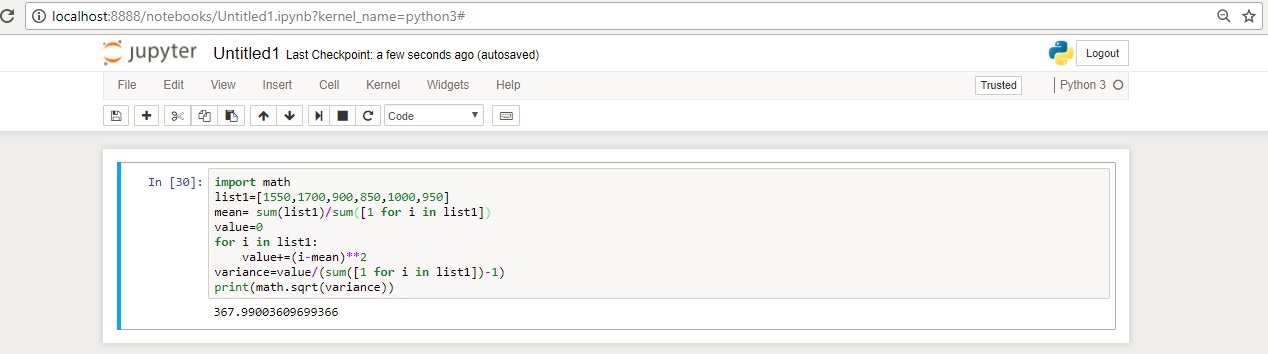 localhost:8888/notebooks/Untitled1.ipynb?kernel_name=python3#
jupyter Untitled1 Last Checkpoint: a few seconds ago (autosaved) Logout
File Edit View Insert Cell Kernel Widgets Help Trusted Python 3
Code
In [30]: import math
list1=[1550,1700,900,850,1000,950]
mean= sum(list1)/sum([1 for i in list1])
value=0
for i in list1:
    value+=(i-mean)**2
variance=value/(sum([1 for i in list1])-1)
print(math.sqrt(variance))
367.99003609699366